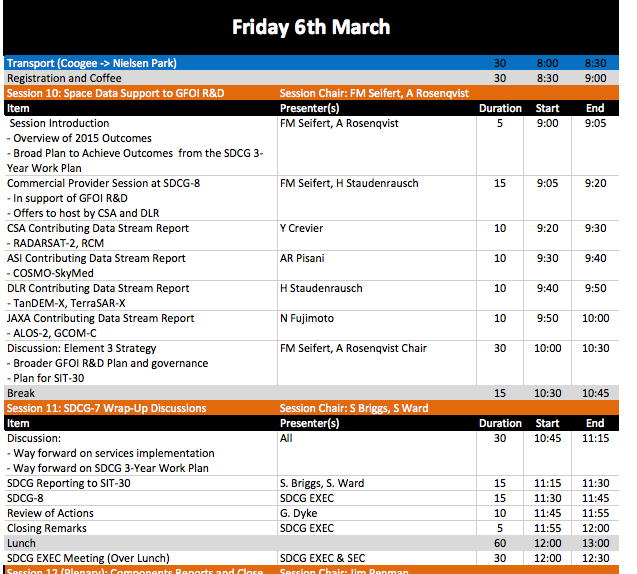 Friday 6th March
Transport (Coogee -> Nielsen Park) 30 8:00 8:30
Registration and Coffee 30 8:30 9:00
Session 10: Space Data Support to GFOI R&D Session Chair: FM Seifert, A Rosenqvist
Item Presenter(s) Duration Start End
Session Introduction FM Seifert, A Rosenqvist 5 9:00 9:05
- Overview of 2015 Outcomes
- Broad Plan to Achieve Outcomes from the SDCG 3-
Year Work Plan
Commercial Provider Session at SDCG-8 FM Seifert, H Staudenrausch 15 9:05 9:20
- In support of GFOI R&D
- Offers to host by CSA and DLR
CSA Contributing Data Stream Report Y Crevier 10 9:20 9:30
- RADARSAT-2, RCM
ASI Contributing Data Stream Report AR Pisani 10 9:30 9:40
- COSMO-SkyMed
DLR Contributing Data Stream Report H Staudenrausch 10 9:40 9:50
- TanDEM-X, TerraSAR-X
JAXA Contributing Data Stream Report N Fujimoto 10 9:50 10:00
- ALOS-2, GCOM-C
Discussion: Element 3 Strategy FM Seifert, A Rosenqvist Chair 30 10:00 10:30
- Broader GFOI R&D Plan and governance
- Plan for SIT-30
Break 15 10:30 10:45
Session 11: SDCG-7 Wrap-Up Discussions Session Chair: S Briggs, S Ward
Item Presenter(s) Duration Start End
Discussion: All 30 10:45 11:15
- Way forward on services implementation
- Way forward on SDCG 3-Year Work Plan
SDCG Reporting to SIT-30 S. Briggs, S. Ward 15 11:15 11:30
SDCG-8 SDCG EXEC 15 11:30 11:45
Review of Actions G. Dyke 10 11:45 11:55
Closing Remarks SDCG EXEC 5 11:55 12:00
Lunch 60 12:00 13:00
SDCG EXEC Meeting (Over Lunch) SDCG EXEC & SEC 30 12:00 12:30
Session 12 (Plenary): Components Reports and Close Session Chair: Jim Penman